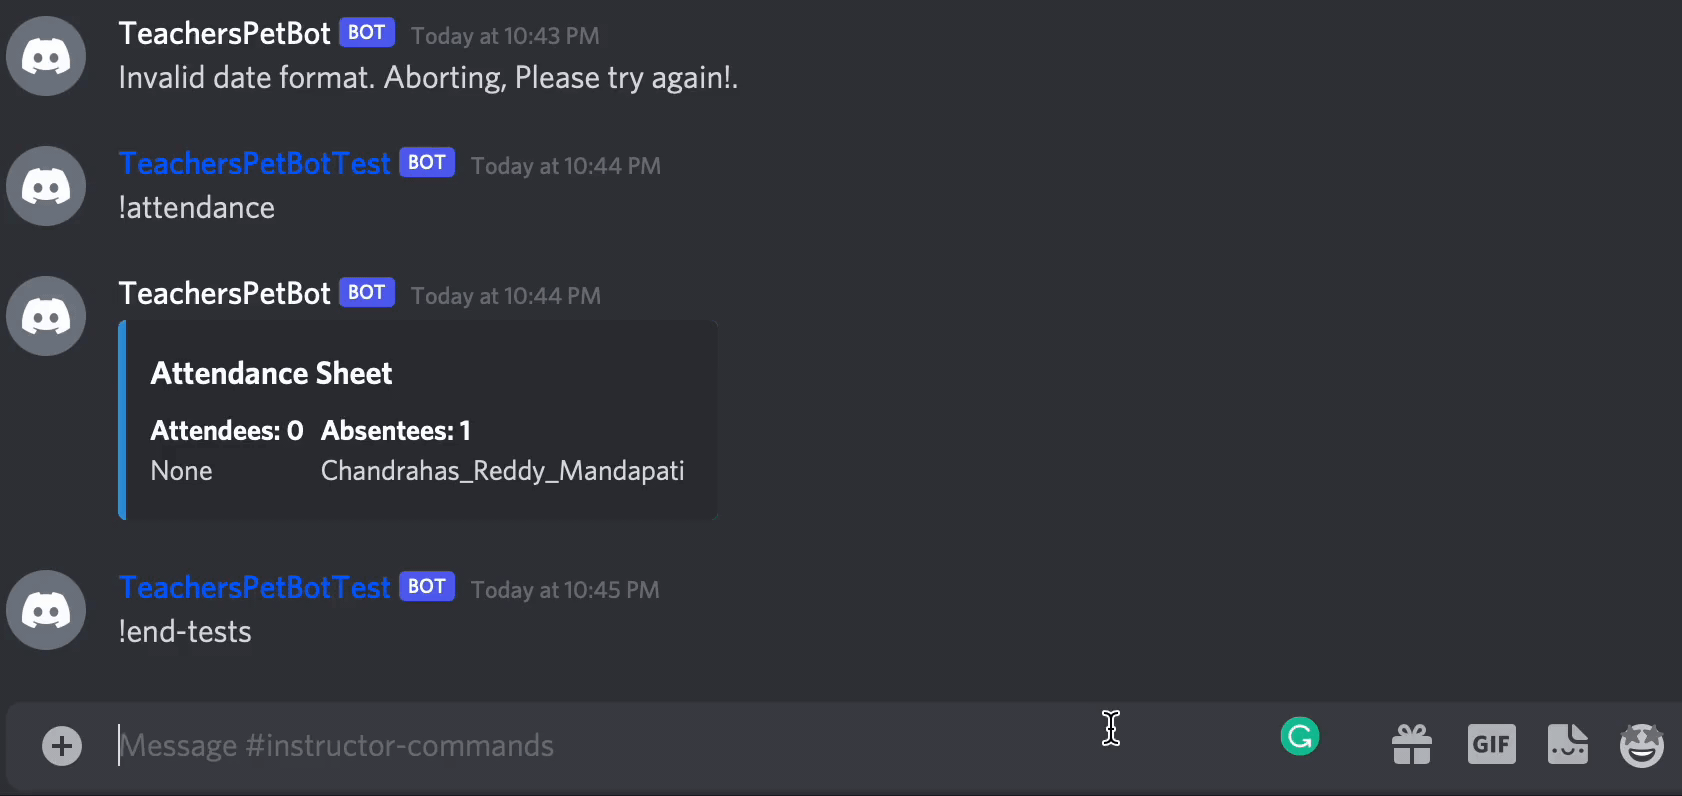 TeachersPetBot BOT Today at 10:43 PM
Invalid date format. Aborting, Please try again!.
TeachersPetBotTest BOT Today at 10:44 PM
!attendance
TeachersPetBot BOT Today at 10:44 PM
Attendance Sheet
Attendees: 0 Absentees: 1
None Chandrahas_Reddy_Mandapati
TeachersPetBotTest BOT Today at 10:45 PM
!end-tests
Message #instructor-commands
GIF